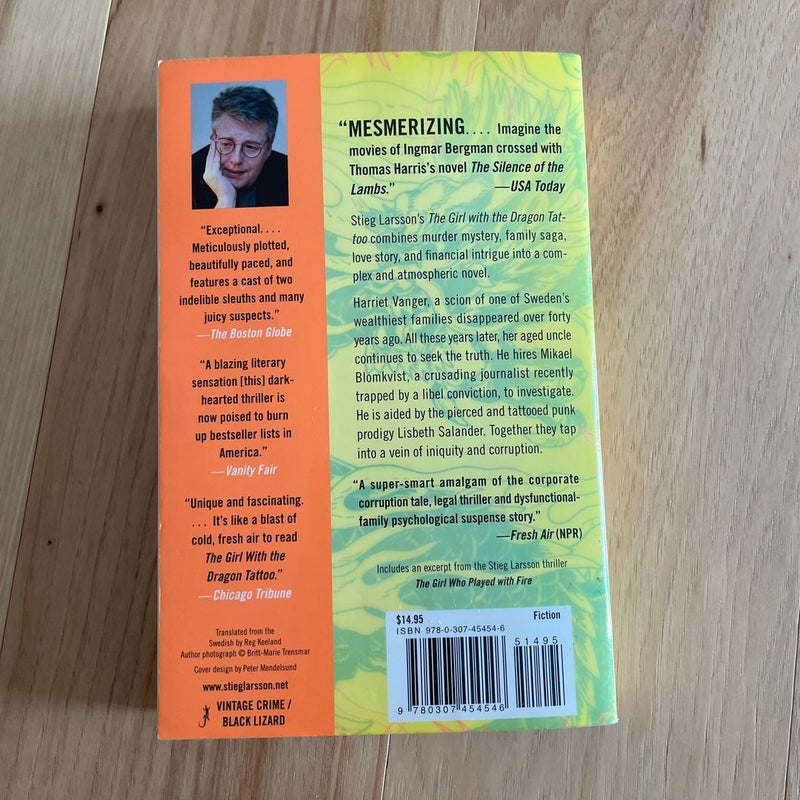 “Exceptional. . . .
Meticulously plotted,
beautifully paced, and
features a cast of two
indelible sleuths and many
juicy suspects.”
—The Boston Globe
“A blazing literary
sensation [this] dark-
hearted thriller is
now poised to burn
up bestseller lists in
America.”
—Vanity Fair
“Unique and fascinating.
. . . It’s like a blast of
cold, fresh air to read
The Girl With the
Dragon Tattoo.”
—Chicago Tribune
Translated from the
Swedish by Reg Keeland
Author photograph © Britt-Marie Trensmar
Cover design by Peter Mendelsund
www.stieglarsson.net
VINTAGE CRIME /
BLACK LIZARD
“MESMERIZING. . . . Imagine the
movies of Ingmar Bergman crossed with
Thomas Harris’s novel The Silence of the
Lambs.” —USA Today
Stieg Larsson’s The Girl with the Dragon Tat-
too combines murder mystery, family saga,
love story, and financial intrigue into a com-
plex and atmospheric novel.
Harriet Vanger, a scion of one of Sweden’s
wealthiest families disappeared over forty
years ago. All these years later, her aged uncle
continues to seek the truth. He hires Mikael
Blomkvist, a crusading journalist recently
trapped by a libel conviction, to investigate.
He is aided by the pierced and tattooed punk
prodigy Lisbeth Salander. Together they tap
into a vein of iniquity and corruption.
“A super-smart amalgam of the corporate
corruption tale, legal thriller and dysfunctional-
family psychological suspense story.”
—Fresh Air (NPR)
Includes an excerpt from the Stieg Larsson thriller
The Girl Who Played with Fire
$14.95 Fiction
ISBN 978-0-307-45454-6
51495
9 780307 454546